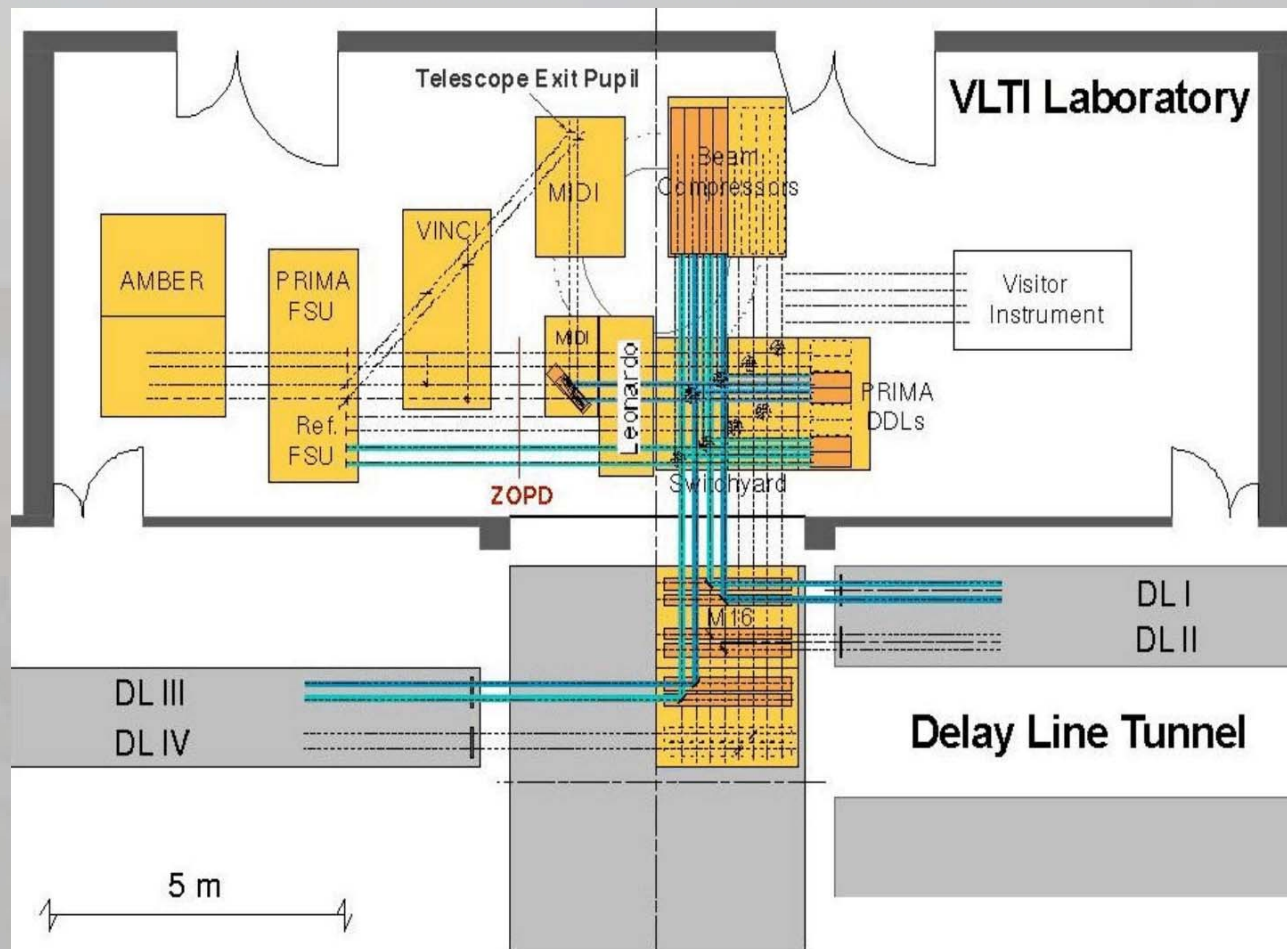 Telescope Exit Pupil
VLTI Laboratory
Beam
Compressors
MIDI
VINCI
AMBER
PRIMA
FSU
Visitor
Instrument
MIDI
Leonardo
PRIMA
DDLs
Ref.
FSU
Switchyard
ZOPD
DL I
M16
DL II
DL III
DL IV
Delay Line Tunnel
5 m